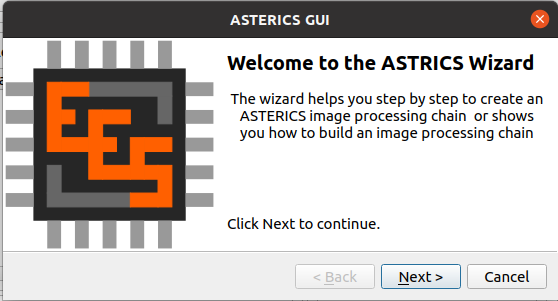 ASTERICS GUI
Welcome to the ASTRICS Wizard
The wizard helps you step by step to create an
ASTERICS image processing chain or shows
you how to build an image processing chain
EES
Click Next to continue.
< Back
Next >
Cancel